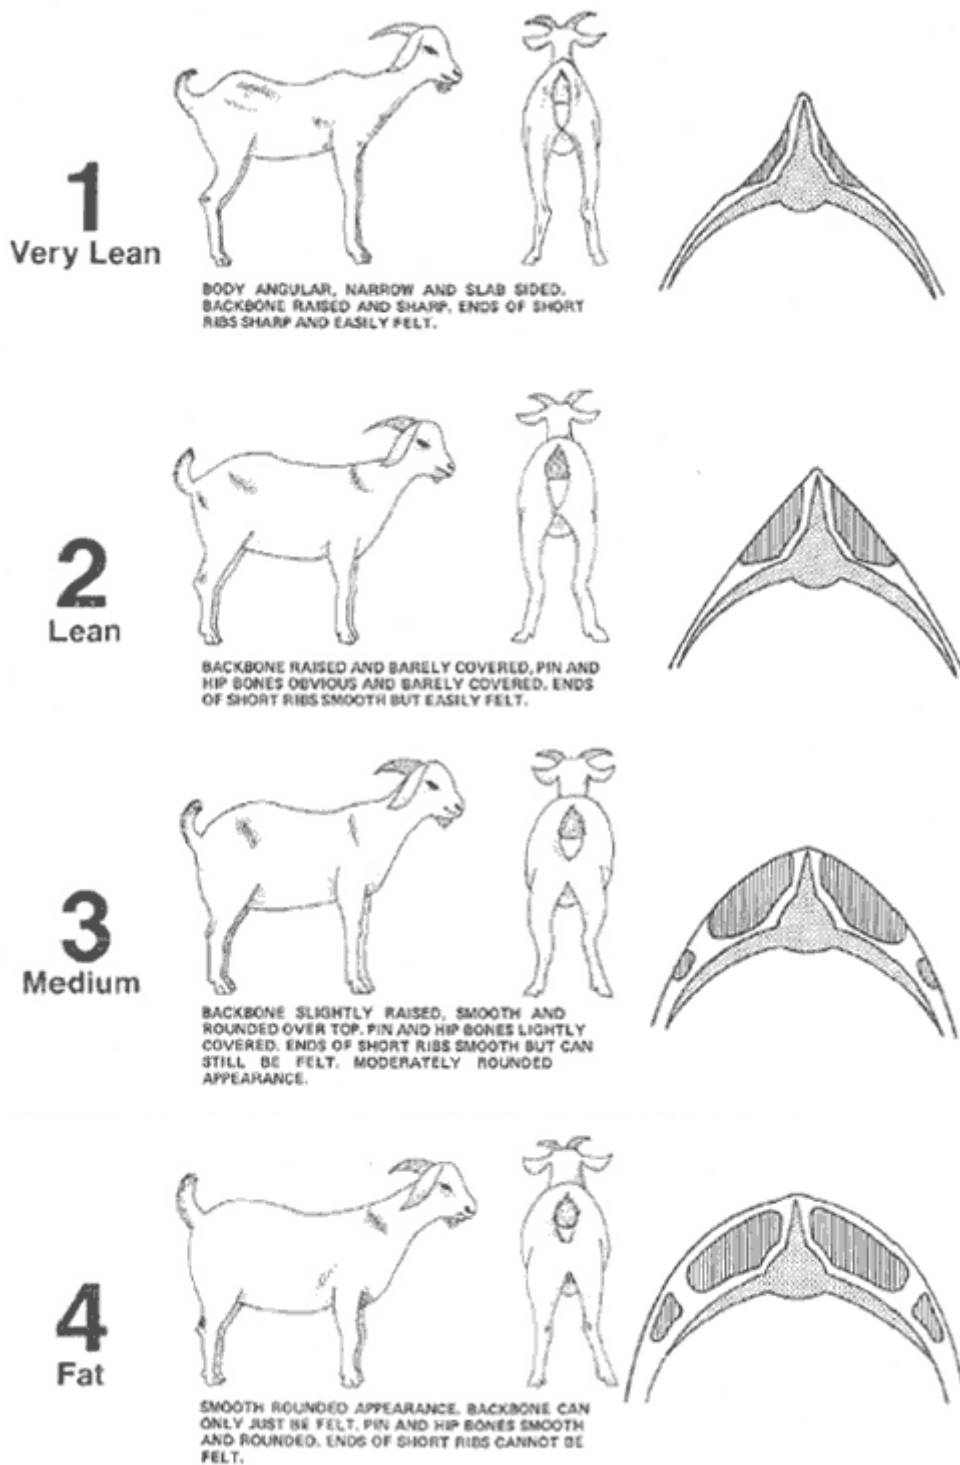 1
Very Lean
BODY ANGULAR, NARROW AND SLAB SIDED.
BACKBONE RAISED AND SHARP. ENDS OF SHORT
RIBS SHARP AND EASILY FELT.
2
Lean
BACKBONE RAISED AND BARELY COVERED. PIN AND
HIP BONES OBVIOUS AND BARELY COVERED. ENDS
OF SHORT RIBS SMOOTH BUT EASILY FELT.
3
Medium
BACKBONE SLIGHTLY RAISED, SMOOTH AND
ROUNDED OVER TOP. PIN AND HIP BONES LIGHTLY
COVERED. ENDS OF SHORT RIBS SMOOTH BUT CAN
STILL BE FELT. MODERATELY ROUNDED
APPEARANCE.
4
Fat
SMOOTH ROUNDED APPEARANCE. BACKBONE CAN
ONLY JUST BE FELT. PIN AND HIP BONES SMOOTH
AND ROUNDED. ENDS OF SHORT RIBS CANNOT BE
FELT.